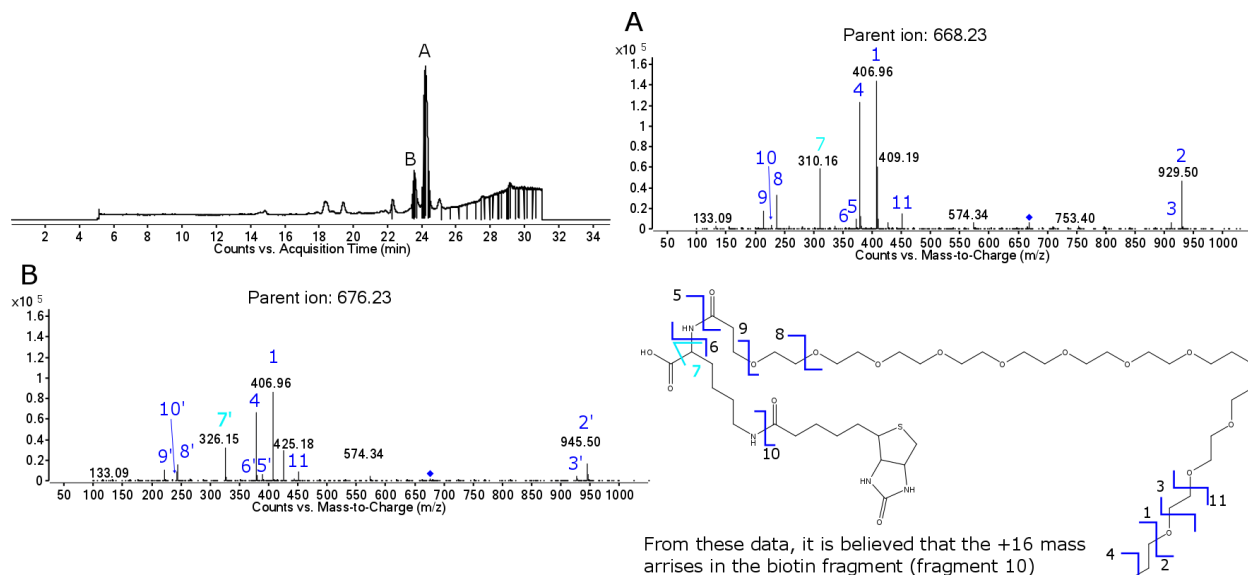 A
B
2 4 6 8 10 12 14 16 18 20 22 24 26 28 30 32 34
Counts vs. Acquisition Time (min)
A
Parent ion: 668.23
x10 5
1.6
1.4
1.2
1
0.8
0.6
0.4
0.2
0
1
406.96
4
7
310.16
409.19
10
8
9
6
5
11
2
929.50
3
133.09
574.34
753.40
50 100 150 200 250 300 350 400 450 500 550 600 650 700 750 800 850 900 950 1000
Counts vs. Mass-to-Charge (m/z)
B
Parent ion: 676.23
x10 5
1.6
1.4
1.2
1
0.8
0.6
0.4
0.2
0
1
406.96
4
10'
7'
326.15
425.18
9'
8'
6'
5'
11
574.34
2'
945.50
3'
133.09
50 100 150 200 250 300 350 400 450 500 550 600 650 700 750 800 850 900 950 1000
Counts vs. Mass-to-Charge (m/z)
5
O
HN
9
8
6
O O O O O O O
HO
7
O
O
O
N
H
10
S
HN
NH
O
O
O
O
3
11
1
O
4
2
From these data, it is believed that the +16 mass
arrises in the biotin fragment (fragment 10)